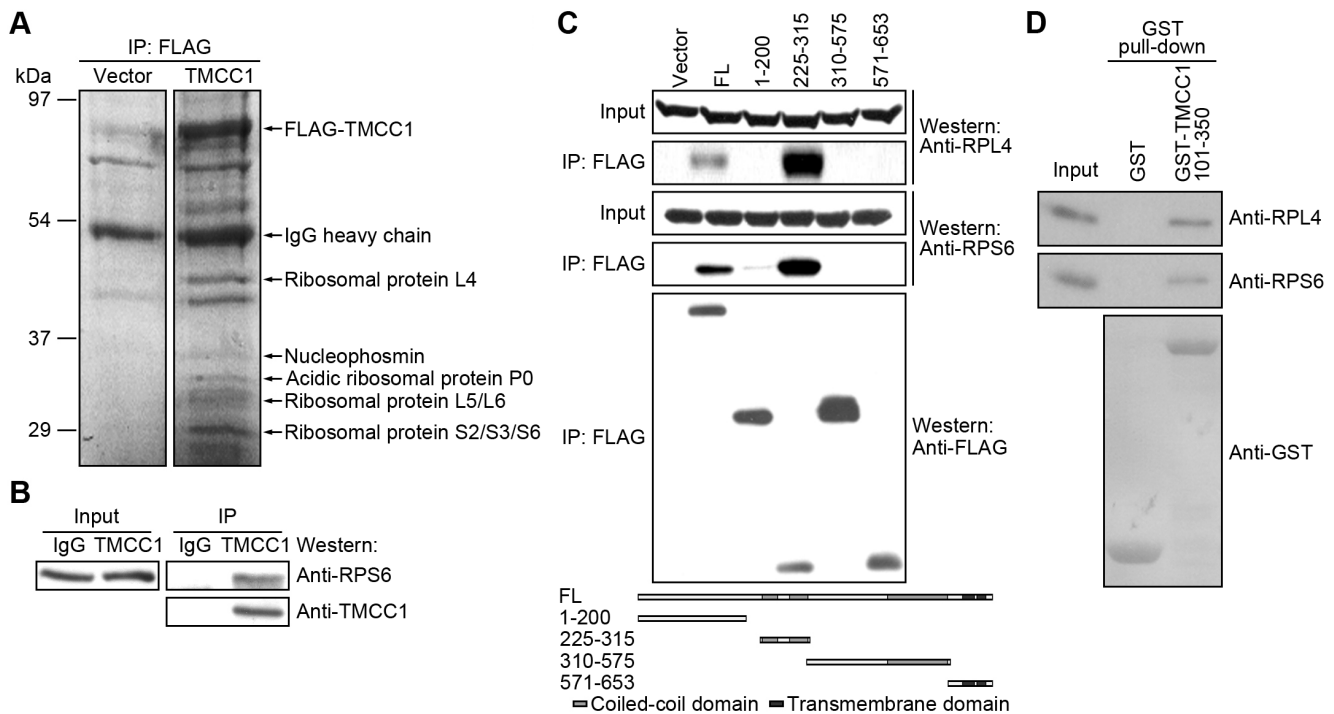 A
IP: FLAG
kDa
Vector
TMCC1
97
54
37
29
FLAG-TMCC1
IgG heavy chain
Ribosomal protein L4
Nucleophosmin
Acidic ribosomal protein P0
Ribosomal protein L5/L6
Ribosomal protein S2/S3/S6
B
Input
IP
IgG TMCC1
IgG TMCC1 Western:
Anti-RPS6
Anti-TMCC1
C
Vector
FL
1-200
225-315
310-575
571-653
Input
IP: FLAG
Western:
Anti-RPL4
Input
IP: FLAG
Western:
Anti-RPS6
IP: FLAG
Western:
Anti-FLAG
FL
1-200
225-315
310-575
571-653
Coiled-coil domain
Transmembrane domain
D
GST
pull-down
Input
GST
GST-TMCC1
101-350
Anti-RPL4
Anti-RPS6
Anti-GST